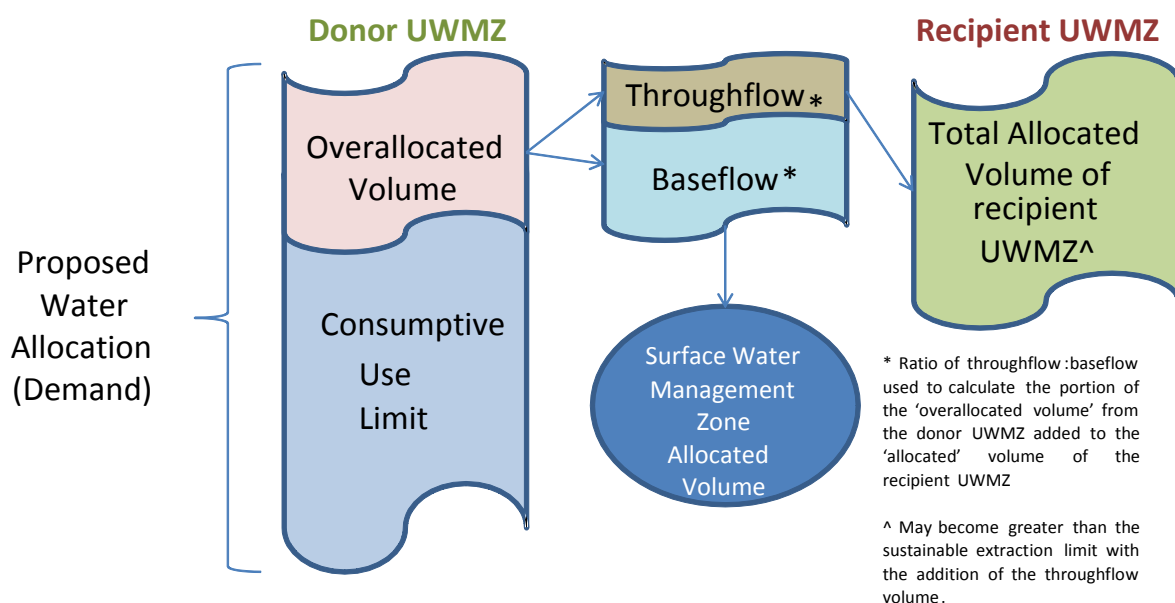 Donor UWMZ
Recipient UWMZ
Proposed
Water
Allocation
(Demand)
Overallocated
Volume
Consumptive
Use
Limit
Throughflow*
Baseflow*
Surface Water
Management
Zone
Allocated
Volume
Total Allocated
Volume of
recipient
UWMZ^
* Ratio of throughflow :baseflow
used to calculate the portion of
the ‘overallocated volume’ from
the donor UWMZ added to the
‘allocated’ volume of the
recipient UWMZ
^ May become greater than the
sustainable extraction limit with
the addition of the throughflow
volume.